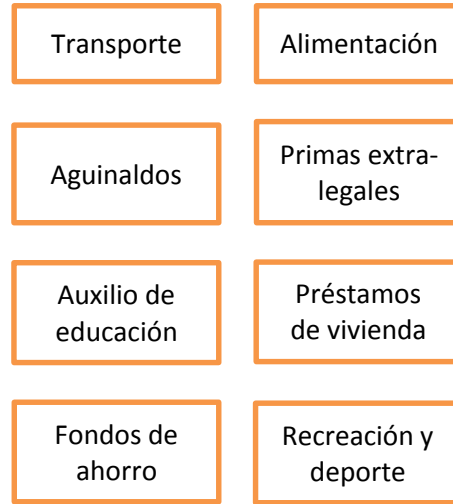 Transporte
Alimentación
Aguinaldos
Primas extra-
legales
Auxilio de
educación
Préstamos
de vivienda
Fondos de
ahorro
Recreación y
deporte